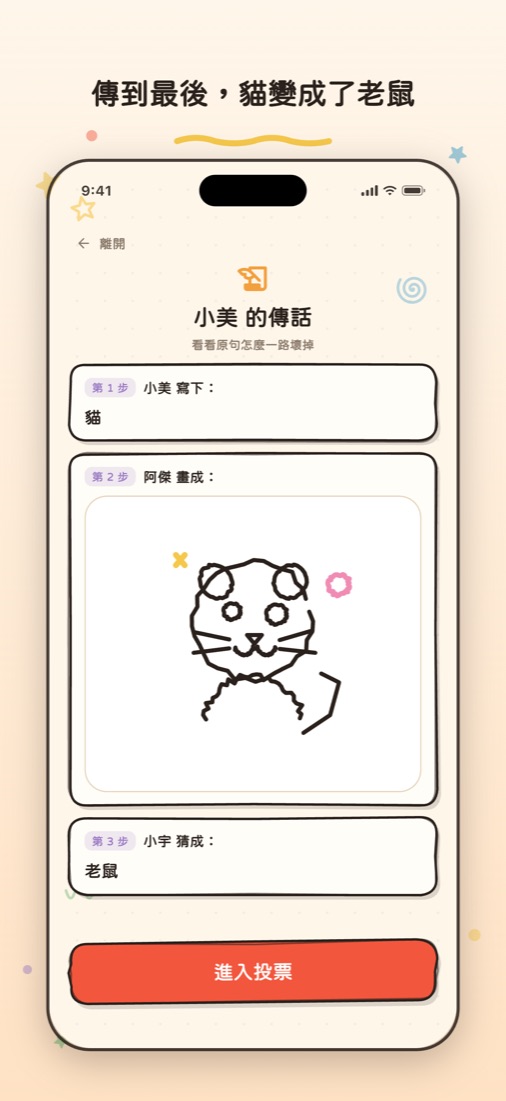 傳到最後，貓變成了老鼠
9:41
← 離開
小美 的傳話
看看原句怎麼一路壞掉
第 1 步 小美 寫下：
貓
第 2 步 阿傑 畫成：
第 3 步 小宇 猜成：
老鼠
進入投票